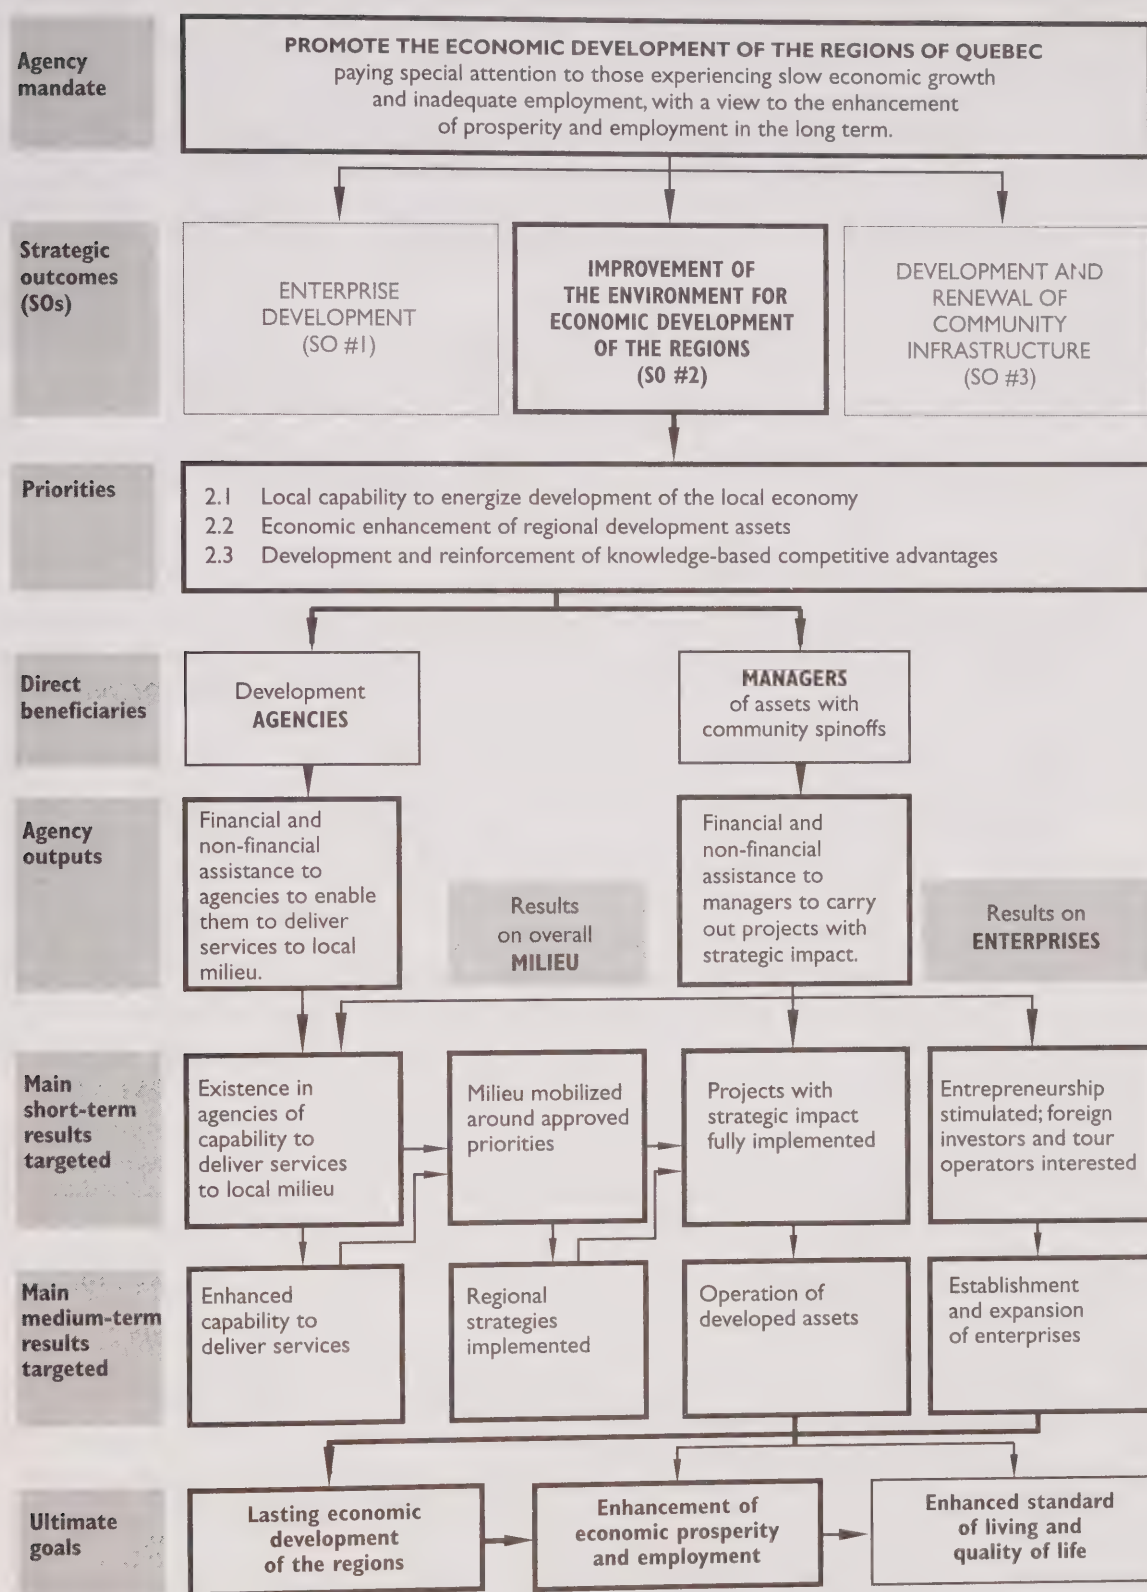 Agency
mandate
PROMOTE THE ECONOMIC DEVELOPMENT OF THE REGIONS OF QUEBEC
paying special attention to those experiencing slow economic growth
and inadequate employment, with a view to the enhancement
of prosperity and employment in the long term.
Strategic
outcomes
(SOs)
ENTERPRISE
DEVELOPMENT
(SO #1)
IMPROVEMENT OF
THE ENVIRONMENT FOR
ECONOMIC DEVELOPMENT
OF THE REGIONS
(SO #2)
DEVELOPMENT AND
RENEWAL OF
COMMUNITY
INFRASTRUCTURE
(SO #3)
Priorities
2.1 Local capability to energize development of the local economy
2.2 Economic enhancement of regional development assets
2.3 Development and reinforcement of knowledge-based competitive advantages
Direct
beneficiaries
Development
AGENCIES
MANAGERS
of assets with
community spinoffs
Agency
outputs
Financial and
non-financial
assistance to
agencies to enable
them to deliver
services to local
milieu.
Results
on overall
MILIEU
Financial and
non-financial
assistance to
managers to carry
out projects with
strategic impact.
Results on
ENTERPRISES
Main
short-term
results
targeted
Existence in
agencies of
capability to
deliver services
to local milieu
Milieu mobilized
around approved
priorities
Projects with
strategic impact
fully implemented
Entrepreneurship
stimulated; foreign
investors and tour
operators interested
Main
medium-term
results
targeted
Enhanced
capability to
deliver services
Regional
strategies
implemented
Operation of
developed assets
Establishment
and expansion
of enterprises
Ultimate
goals
Lasting economic
development
of the regions
Enhancement of
economic prosperity
and employment
Enhanced standard
of living and
quality of life